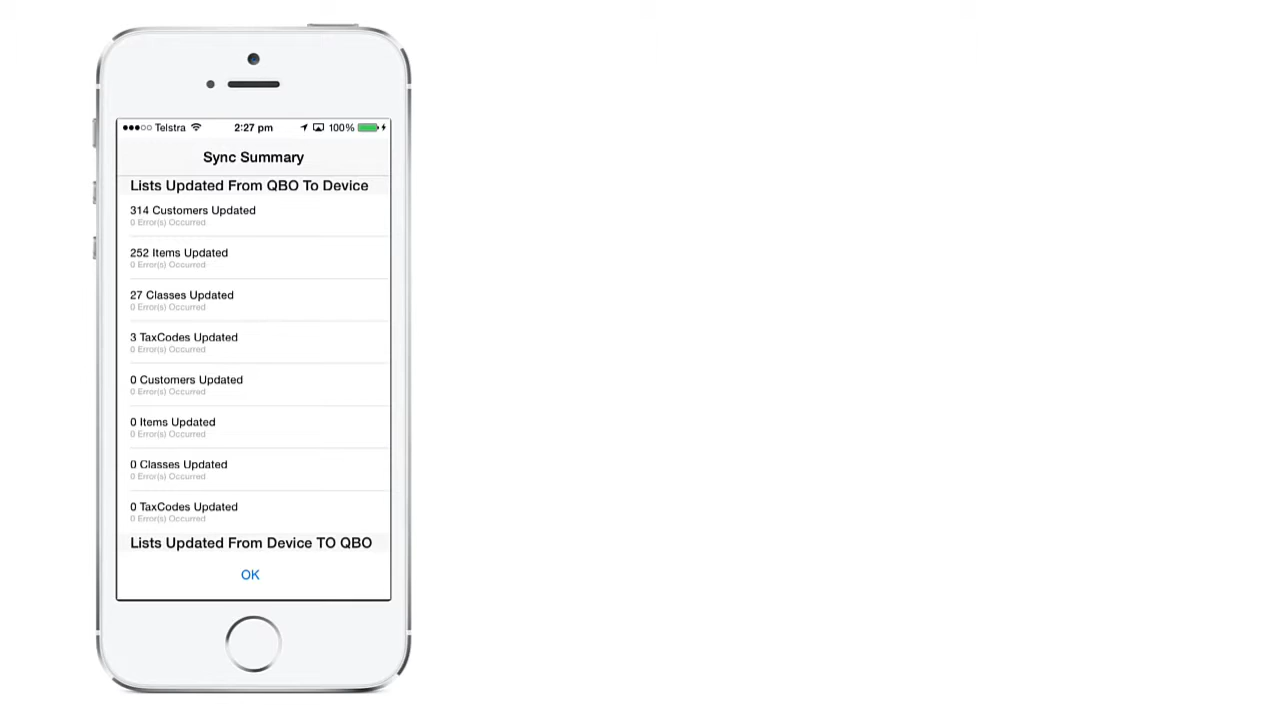 Telstra 2:27 pm 100%
Sync Summary
Lists Updated From QBO To Device
314 Customers Updated
0 Error(s) Occurred
252 Items Updated
0 Error(s) Occurred
27 Classes Updated
0 Error(s) Occurred
3 TaxCodes Updated
0 Error(s) Occurred
0 Customers Updated
0 Error(s) Occurred
0 Items Updated
0 Error(s) Occurred
0 Classes Updated
0 Error(s) Occurred
0 TaxCodes Updated
0 Error(s) Occurred
Lists Updated From Device TO QBO
OK